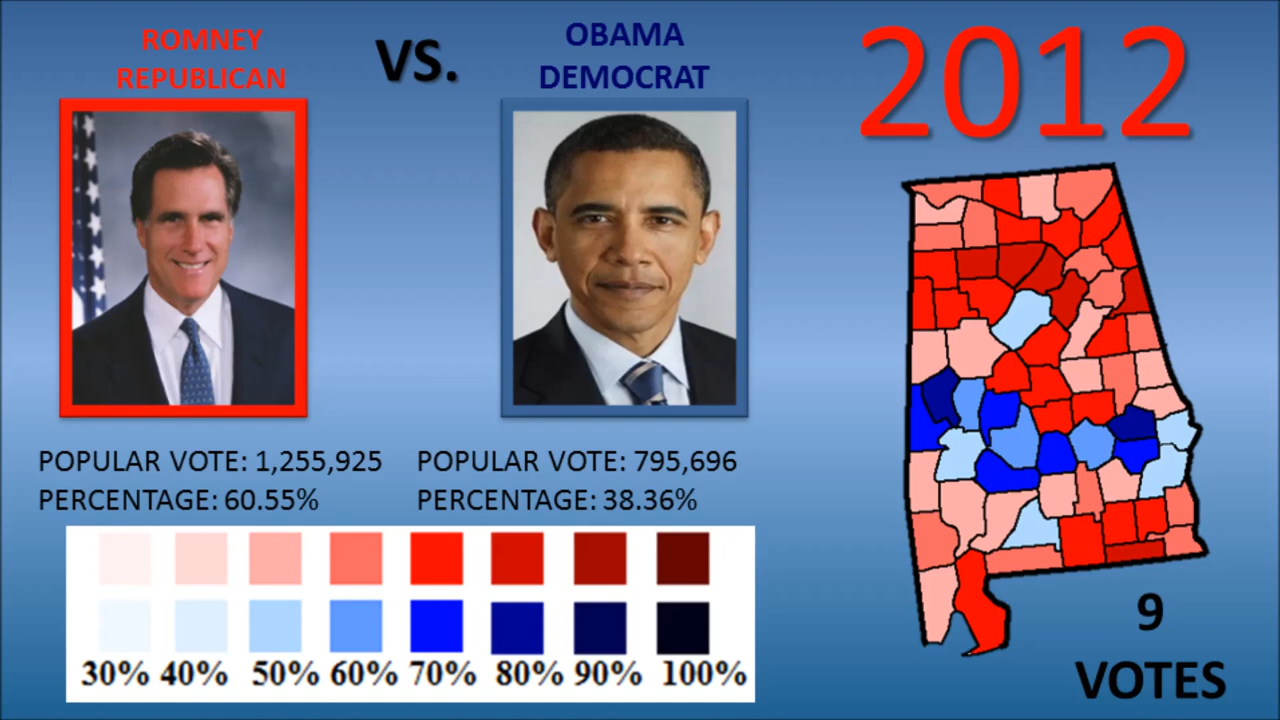 ROMNEY
REPUBLICAN
VS.
OBAMA
DEMOCRAT
2012
POPULAR VOTE: 1,255,925
PERCENTAGE: 60.55%
POPULAR VOTE: 795,696
PERCENTAGE: 38.36%
30% 40% 50% 60% 70% 80% 90% 100%
9
VOTES